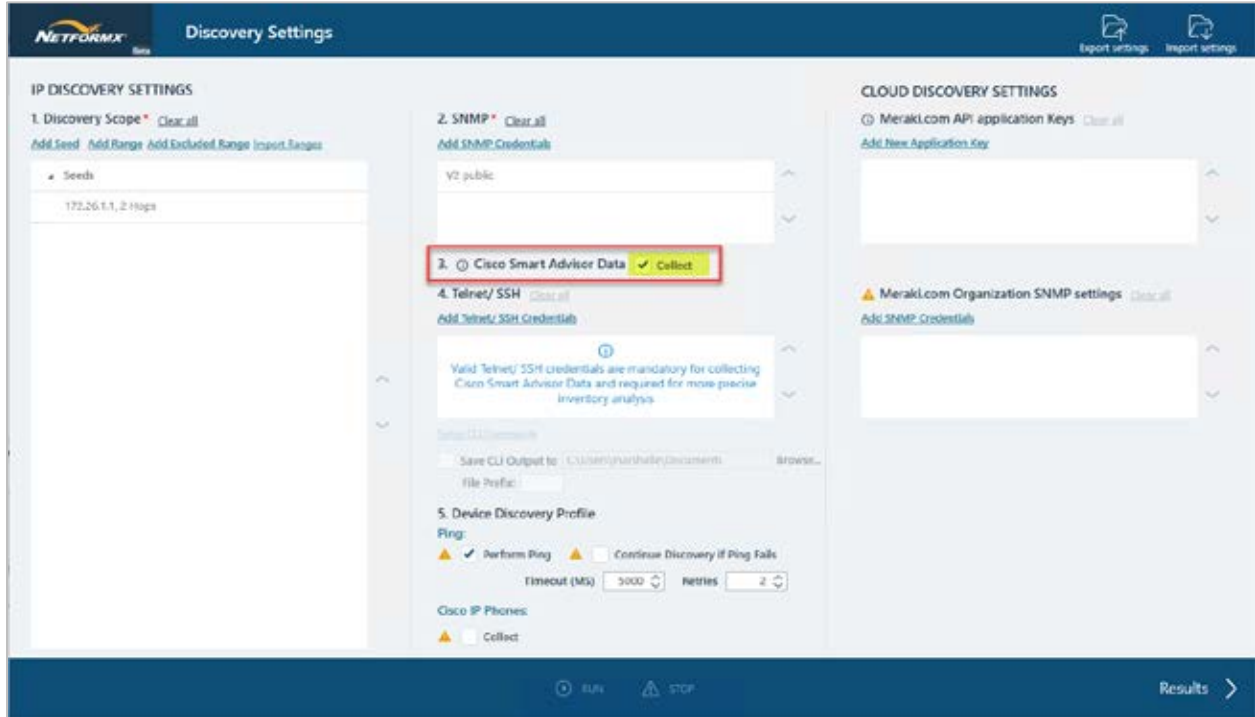 NETFORMX
Beta
Discovery Settings
Export settings
Import settings
IP DISCOVERY SETTINGS
1. Discovery Scope* Clear all
Add Seed Add Range Add Excluded Range Import Ranges
Seeds
172.26.1.1, 2 Hops
2. SNMP* Clear all
Add SNMP Credentials
V2 public
3. Cisco Smart Advisor Data Collect
4. Telnet/ SSH Clear all
Add Telnet/ SSH Credentials
Valid Telnet/ SSH credentials are mandatory for collecting
Cisco Smart Advisor Data and required for more precise
inventory analysis
Save CLI Output to Browse...
File Prefix:
5. Device Discovery Profile
Ping:
Perform Ping Continue Discovery if Ping Fails
Timeout (MS) 5000 Retries 2
Cisco IP Phones:
Collect
CLOUD DISCOVERY SETTINGS
Meraki.com API application Keys Clear all
Add New Application Key
Meraki.com Organization SNMP settings Clear all
Add SNMP Credentials
RUN STOP
Results